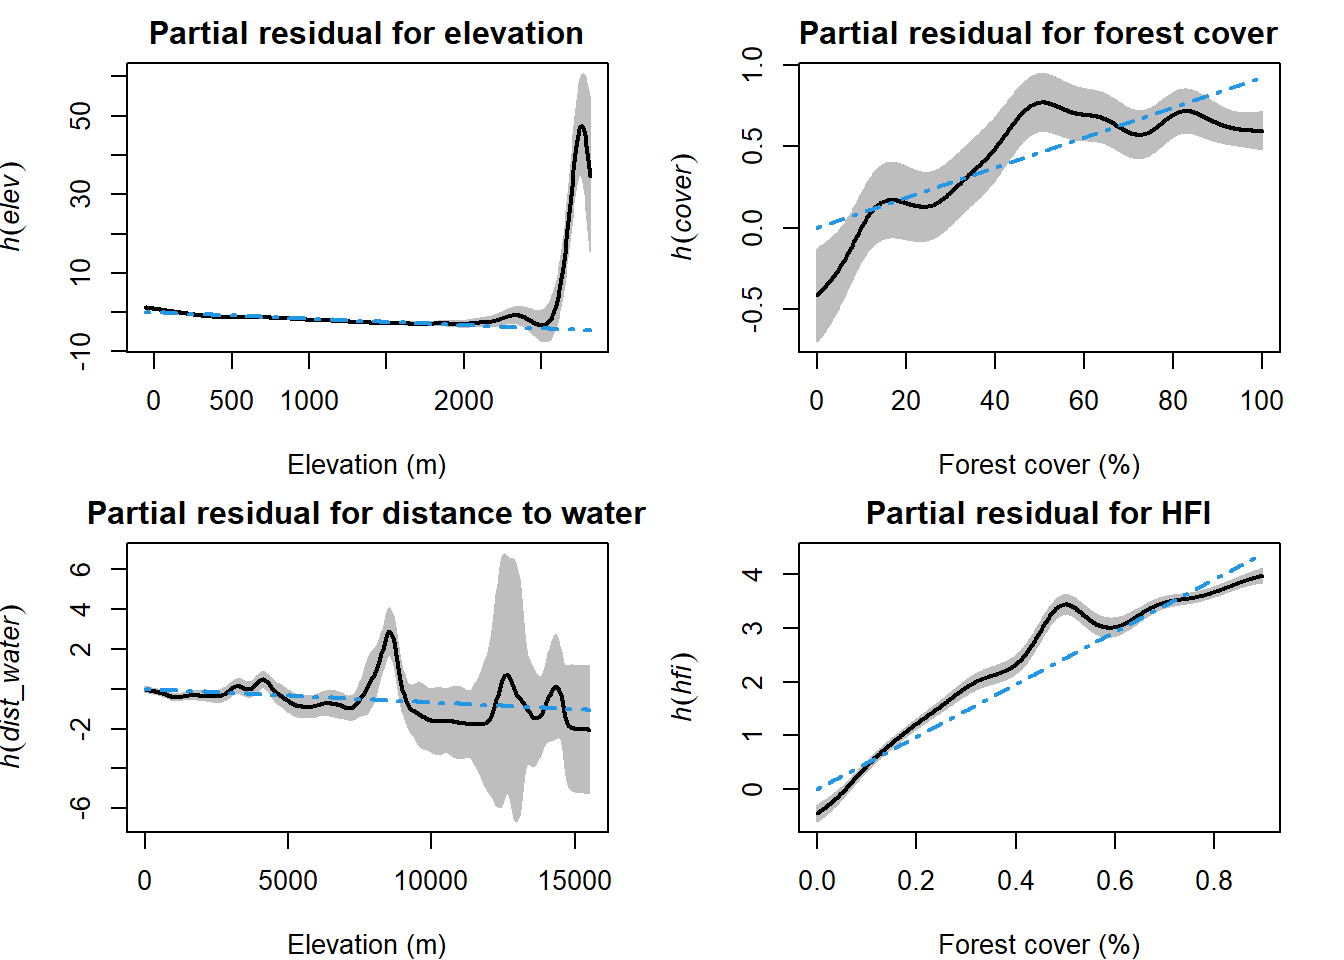 Partial residual for elevation
h(elev)
-10 10 30 50
0 500 1000 2000
Elevation (m)
Partial residual for forest cover
h(cover)
-0.5 0.0 0.5 1.0
0 20 40 60 80 100
Forest cover (%)
Partial residual for distance to water
h(dist_water)
-6 -2 2 4 6
0 5000 10000 15000
Elevation (m)
Partial residual for HFI
h(hfi)
0 1 2 3 4
0.0 0.2 0.4 0.6 0.8
Forest cover (%)